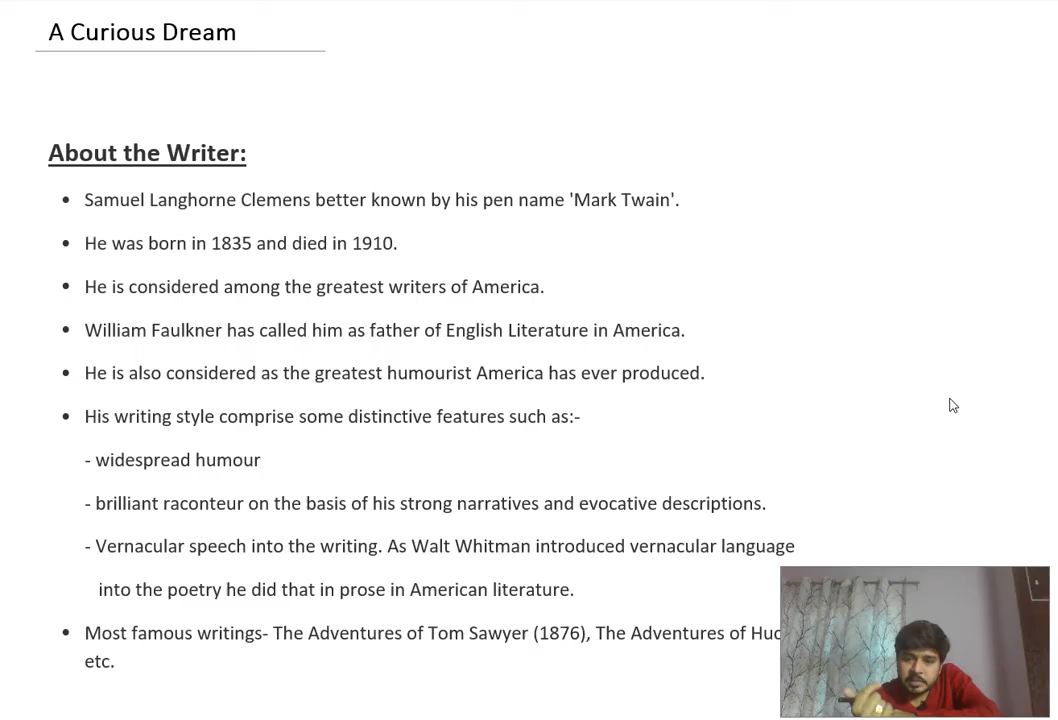 A Curious Dream
About the Writer:
• Samuel Langhorne Clemens better known by his pen name 'Mark Twain'.
• He was born in 1835 and died in 1910.
• He is considered among the greatest writers of America.
• William Faulkner has called him as father of English Literature in America.
• He is also considered as the greatest humourist America has ever produced.
• His writing style comprise some distinctive features such as:-
- widespread humour
- brilliant raconteur on the basis of his strong narratives and evocative descriptions.
- Vernacular speech into the writing. As Walt Whitman introduced vernacular language
into the poetry he did that in prose in American literature.
• Most famous writings- The Adventures of Tom Sawyer (1876), The Adventures of
etc.